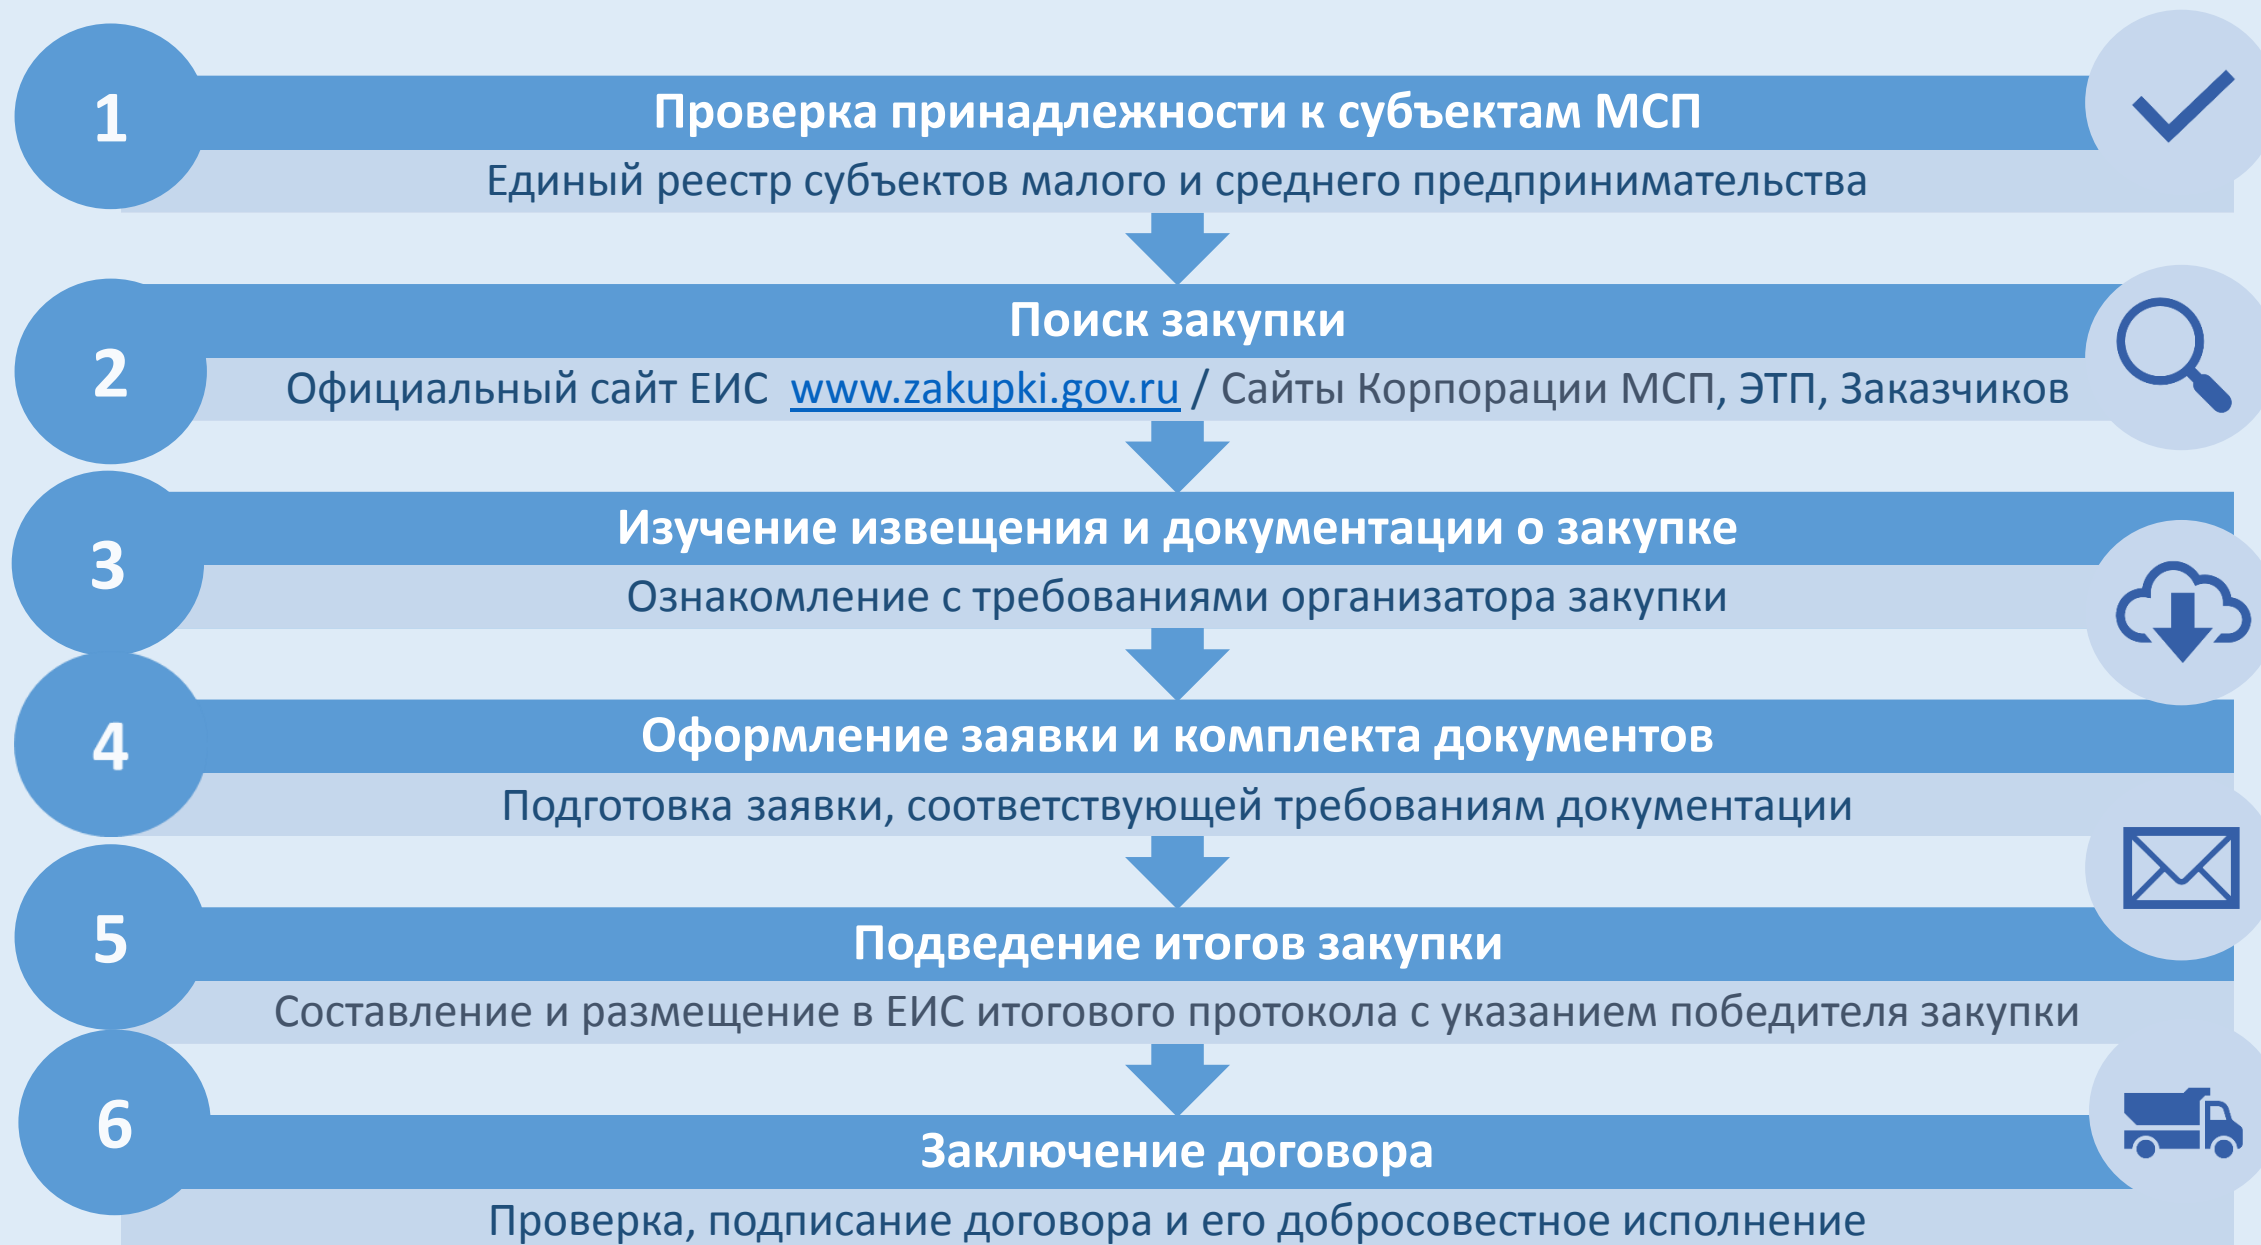 1
Проверка принадлежности к субъектам МСП
Единый реестр субъектов малого и среднего предпринимательства
2
Поиск закупки
Официальный сайт ЕИС www.zakupki.gov.ru / Сайты Корпорации МСП, ЭТП, Заказчиков
3
Изучение извещения и документации о закупке
Ознакомление с требованиями организатора закупки
4
Оформление заявки и комплекта документов
Подготовка заявки, соответствующей требованиям документации
5
Подведение итогов закупки
Составление и размещение в ЕИС итогового протокола с указанием победителя закупки
6
Заключение договора
Проверка, подписание договора и его добросовестное исполнение